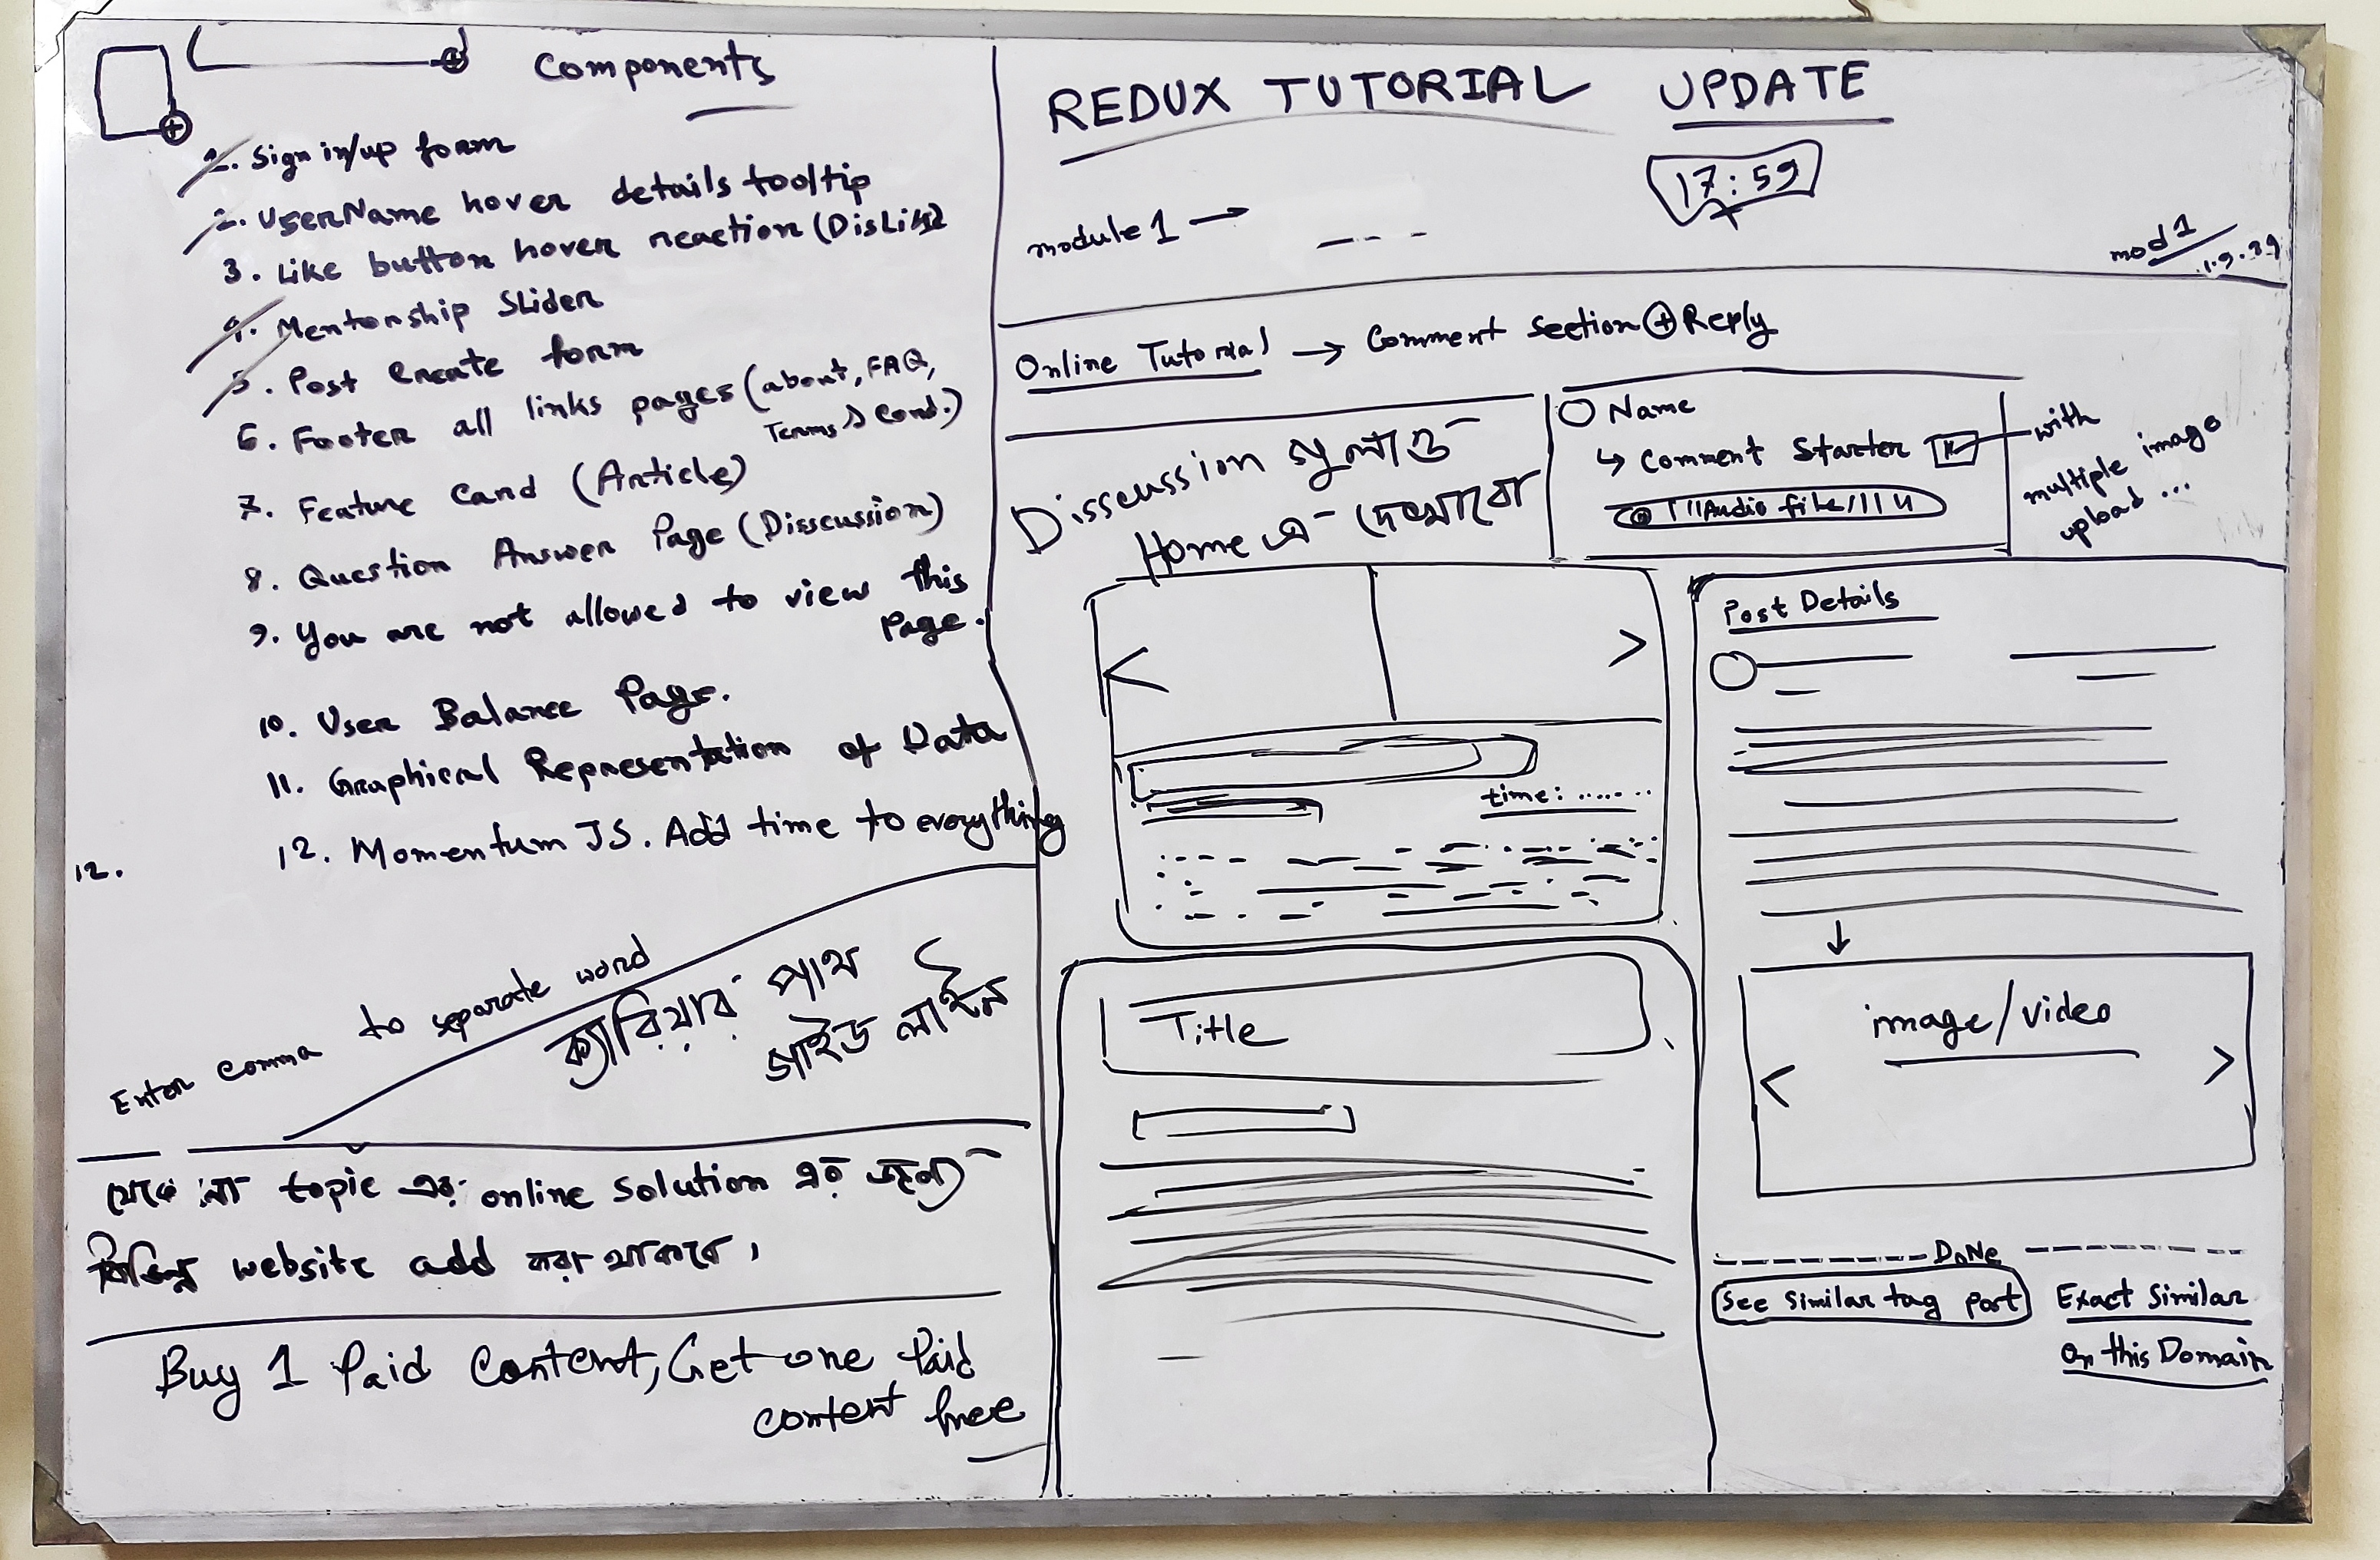 Components
1. Sign in/up form
2. UserName hover details tooltip
3. Like button hover reaction (DisLike)
4. Mentorship Slider
5. Post Create form
6. Footer all links pages (about, FAQ,
Terms & Cond.)
7. Feature Card (Article)
8. Question Answer Page (Disscussion)
9. You are not allowed to view this
Page.
10. User Balance Page.
11. Graphical Representation of Data
12. Momentum JS. Add time to everything
12.
Enter comma to separate word
ক্যারিয়ার পাথ
গাইড লাইন
যেকোনো topic এর online solution এর জন্য
বিভিন্ন website add করা থাকবে।
Buy 1 Paid Content, Get one Paid
content free
REDUX TUTORIAL UPDATE
17:59
module 1 →
mod 1
Online Tutorial → Comment Section ⊕ Reply
Disscussion গুলাও
Home এ দেখাবো
Name
↳ Comment Starter
Audio file
with
multiple image
upload ...
time: ......
Title
Post Details
image/video
< >
DoNe
See Similar tag post
Exact Similar
On this Domain